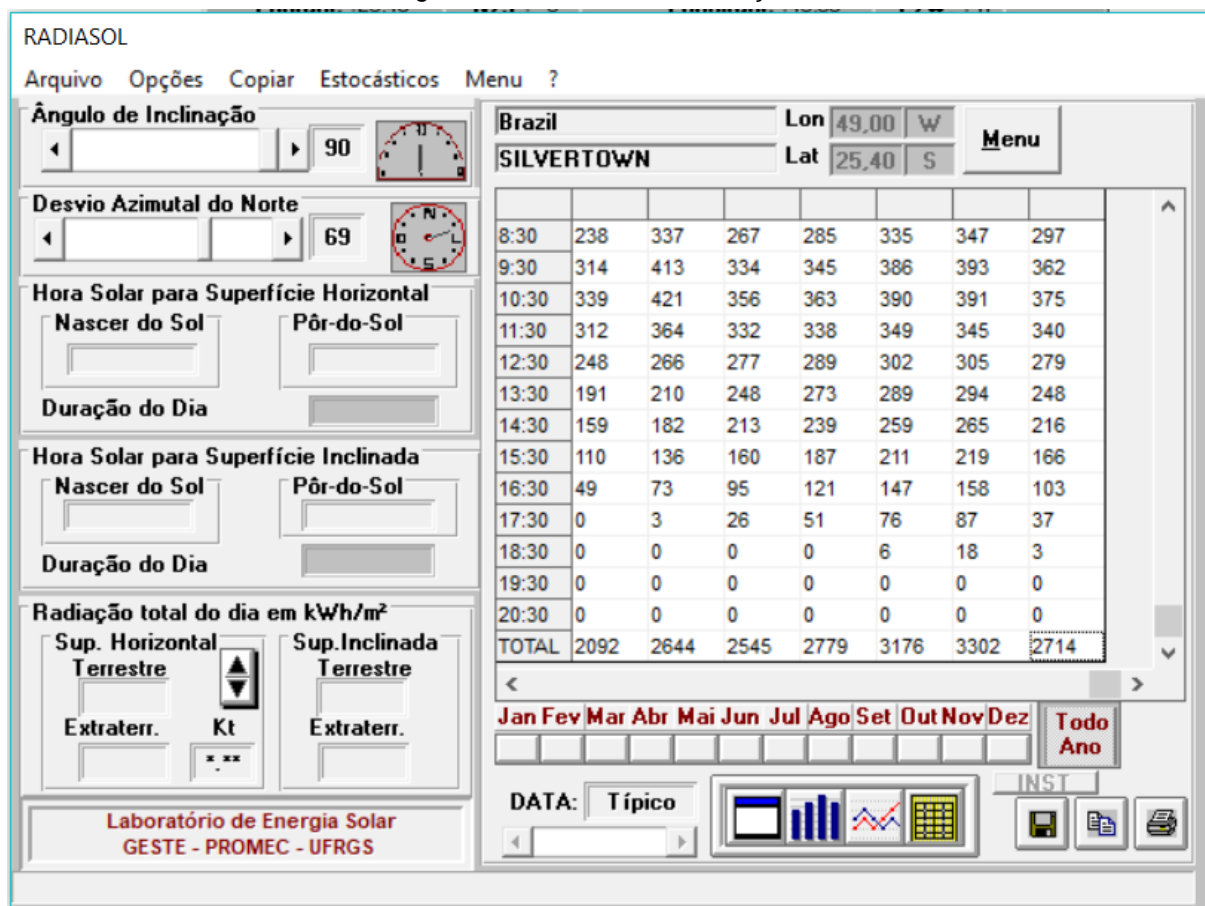 RADIASOL
Arquivo Opções Copiar Estocásticos Menu ?
Ângulo de Inclinação
90
Desvio Azimutal do Norte
69
N
L
S
Hora Solar para Superfície Horizontal
Nascer do Sol Pôr-do-Sol
Duração do Dia
Hora Solar para Superfície Inclinada
Nascer do Sol Pôr-do-Sol
Duração do Dia
Radiação total do dia em kWh/m²
Sup. Horizontal Sup.Inclinada
Terrestre Terrestre
Extraterr. Kt Extraterr.
*.**
Laboratório de Energia Solar
GESTE - PROMEC - UFRGS
Brazil Lon 49,00 W
SILVERTOWN Lat 25,40 S
Menu
8:30 238 337 267 285 335 347 297
9:30 314 413 334 345 386 393 362
10:30 339 421 356 363 390 391 375
11:30 312 364 332 338 349 345 340
12:30 248 266 277 289 302 305 279
13:30 191 210 248 273 289 294 248
14:30 159 182 213 239 259 265 216
15:30 110 136 160 187 211 219 166
16:30 49 73 95 121 147 158 103
17:30 0 3 26 51 76 87 37
18:30 0 0 0 0 6 18 3
19:30 0 0 0 0 0 0 0
20:30 0 0 0 0 0 0 0
TOTAL 2092 2644 2545 2779 3176 3302 2714
Jan Fev Mar Abr Mai Jun Jul Ago Set Out Nov Dez
Todo
Ano
INST
DATA: Típico